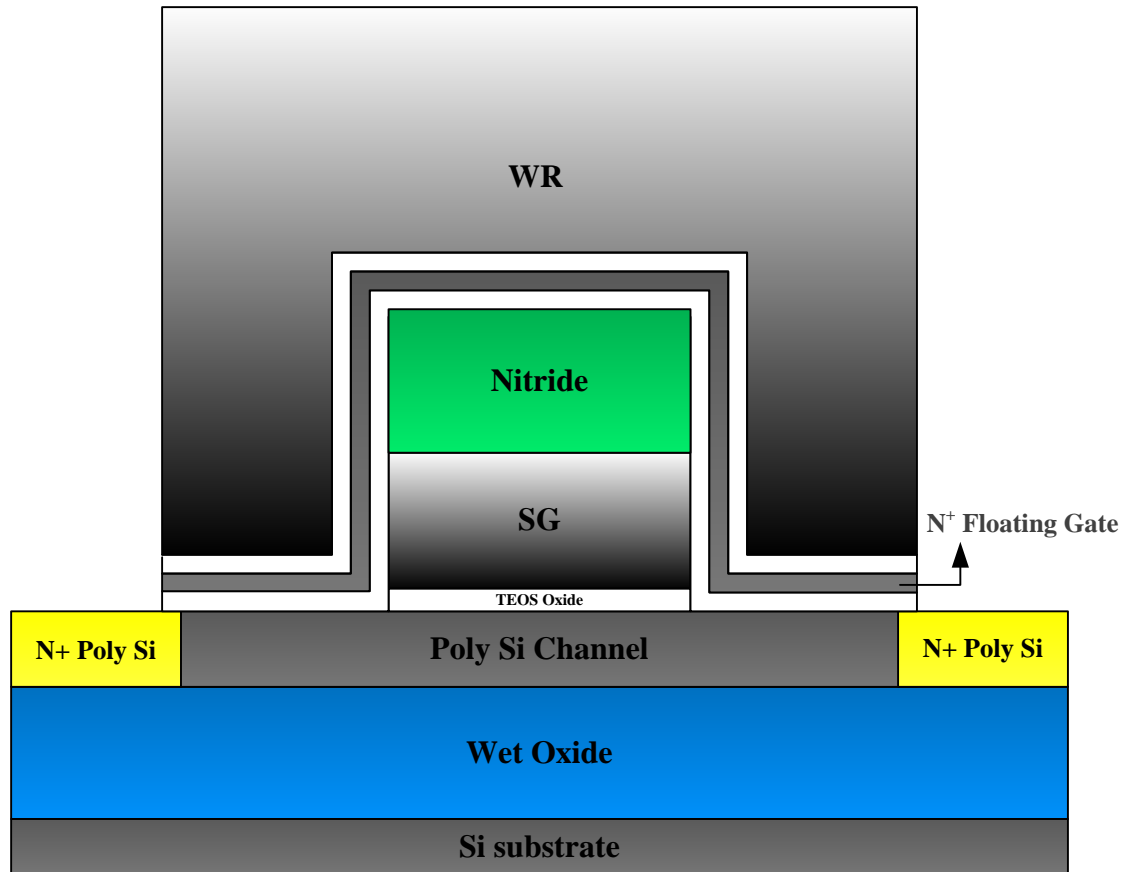 WR
Nitride
SG
N⁺ Floating Gate
TEOS Oxide
N+ Poly Si
Poly Si Channel
N+ Poly Si
Wet Oxide
Si substrate